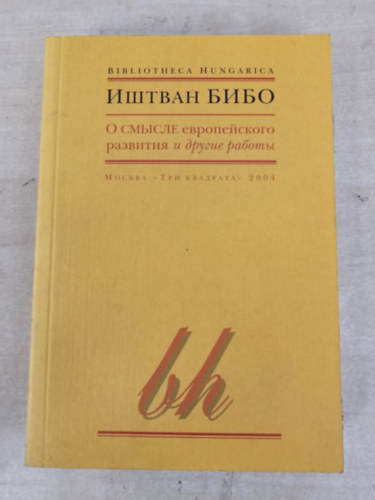 BIBLIOTHECA HUNGARICA
ИШТВАН БИБО
О СМЫСЛЕ европейского
развития и другие работы
МОСКВА «ТРИ КВАДРАТА» 2004
bh